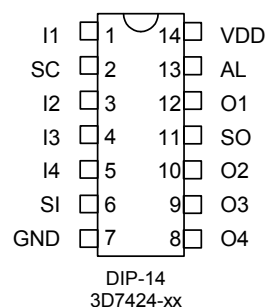 I1 1 14 VDD
SC 2 13 AL
I2 3 12 O1
I3 4 11 SO
I4 5 10 O2
SI 6 9 O3
GND 7 8 O4
DIP-14
3D7424-xx